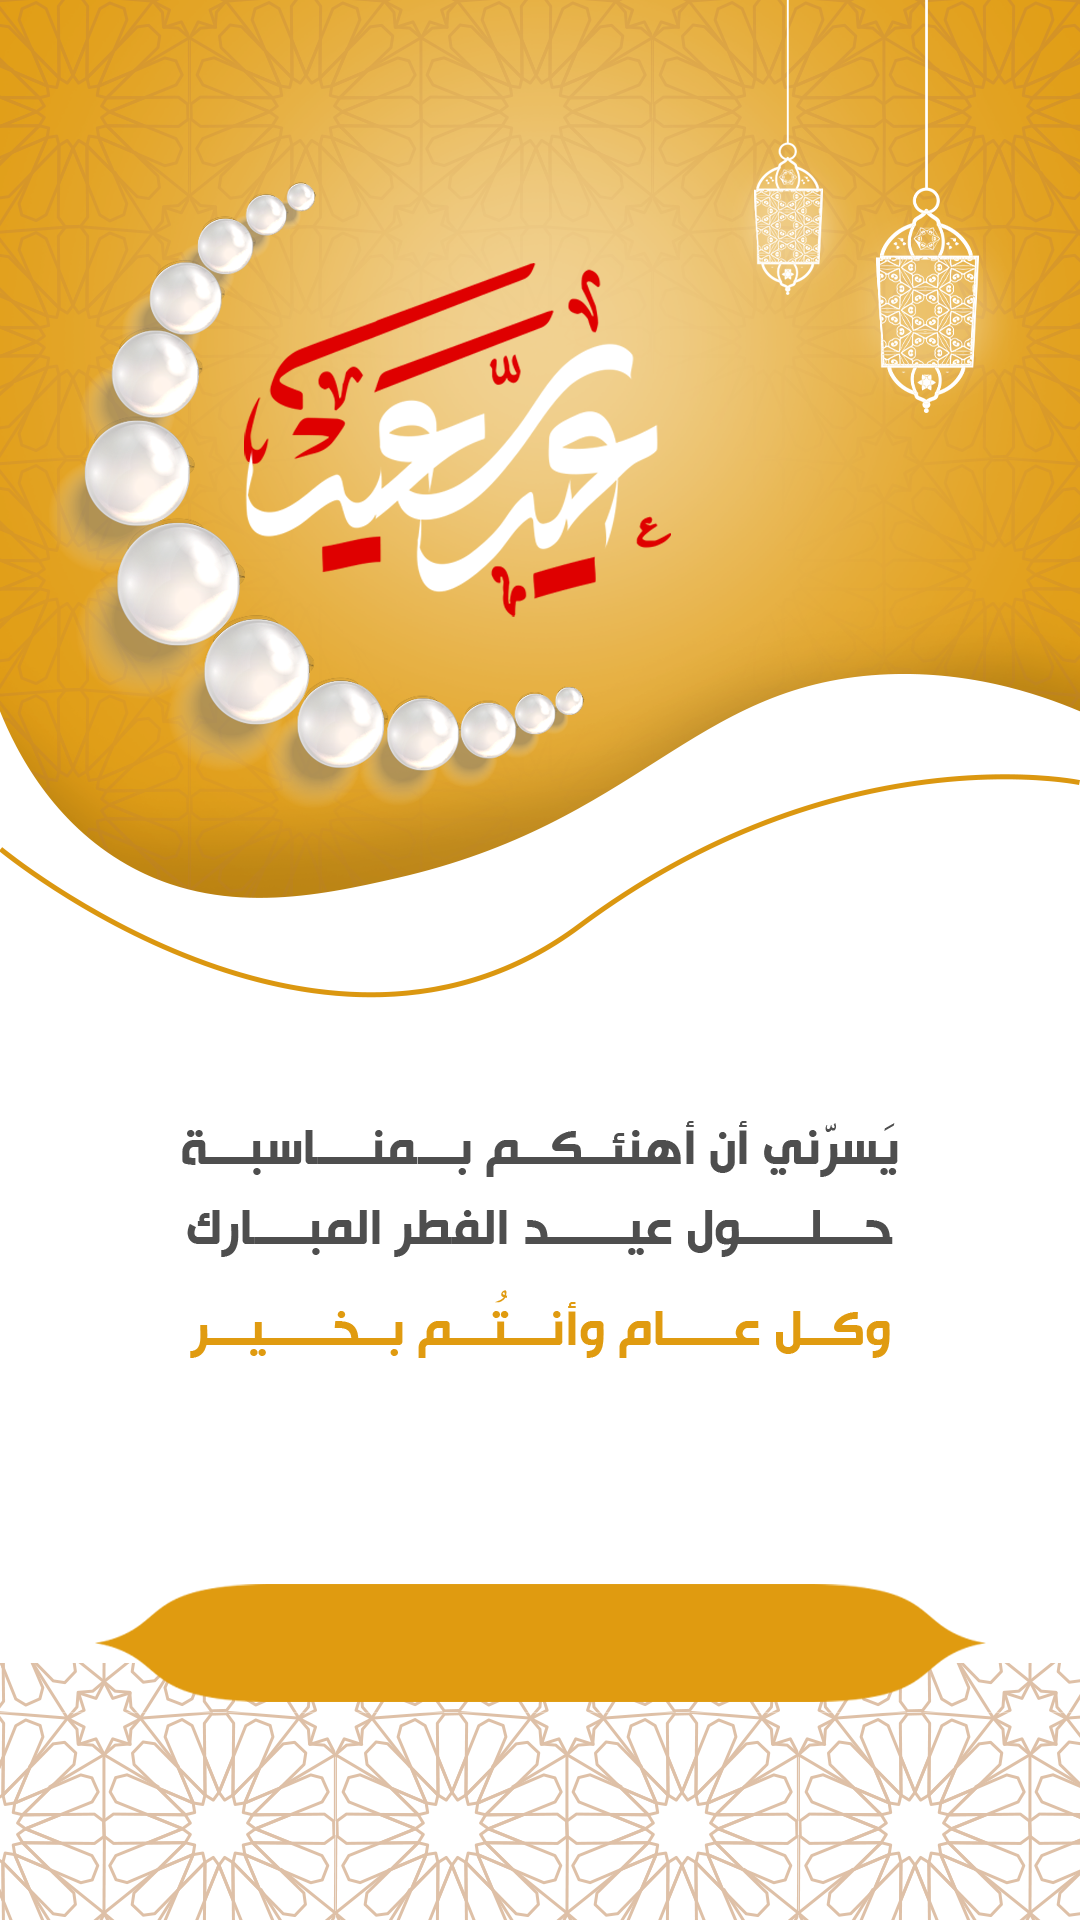 عيد سعيد
يَسرّني أن أهنئكم بمناسبة
حلول عيد الفطر المبارك
وكل عام وأنتُم بخير